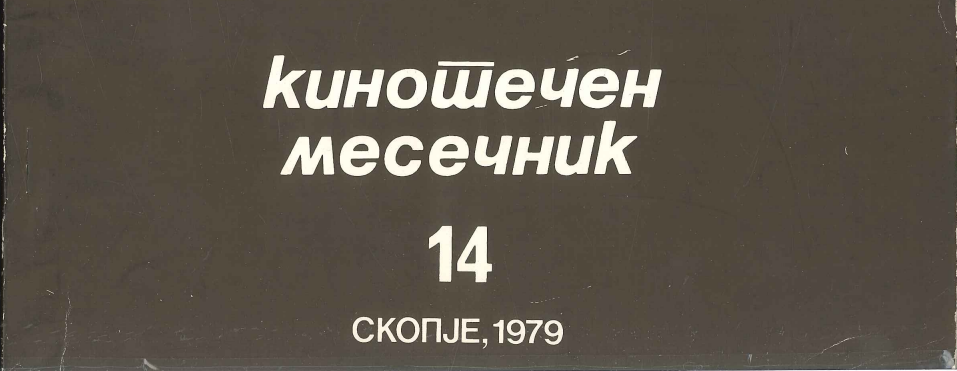 кинотечен
месечник
14
СКОПЈЕ, 1979